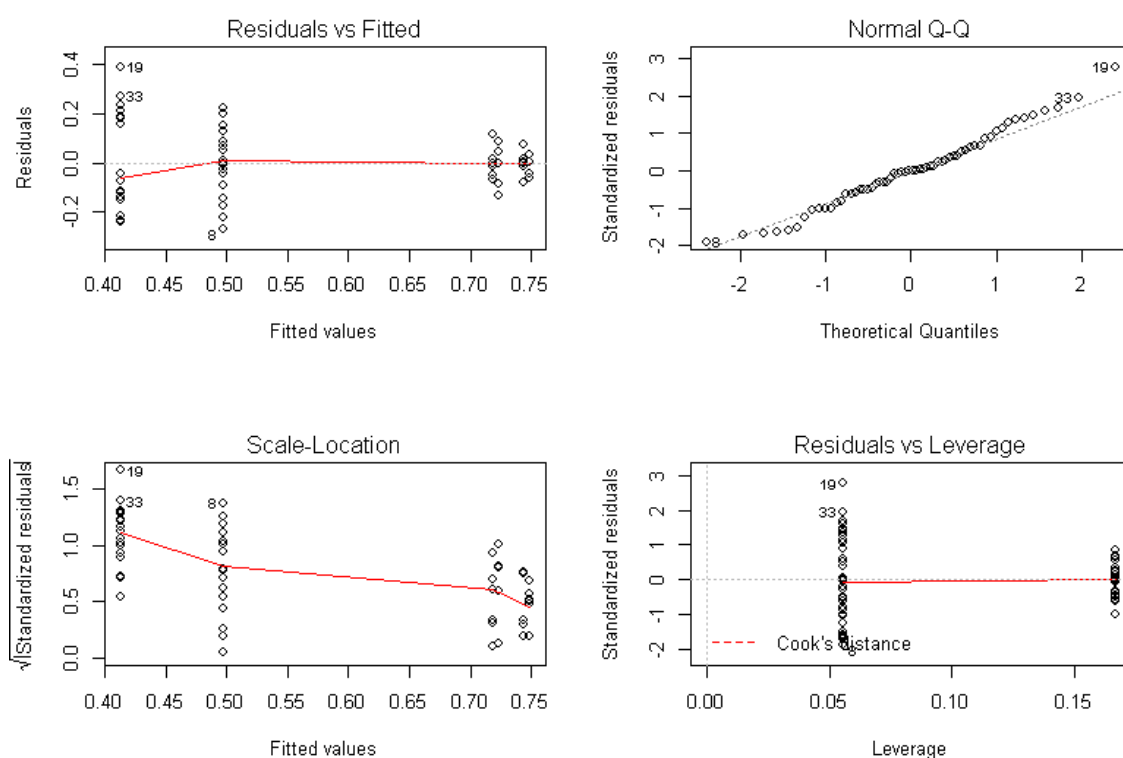 Residuals vs Fitted
Residuals
-0.2 0.0 0.2 0.4
19
33
8
0.40 0.45 0.50 0.55 0.60 0.65 0.70 0.75
Fitted values
Normal Q-Q
Standardized residuals
-2 -1 0 1 2 3
19
33
8
-2 -1 0 1 2
Theoretical Quantiles
Scale-Location
√|Standardized residuals|
0.0 0.5 1.0 1.5
19
33
8
0.40 0.45 0.50 0.55 0.60 0.65 0.70 0.75
Fitted values
Residuals vs Leverage
Standardized residuals
-2 -1 0 1 2 3
19
33
8
Cook's distance
0.00 0.05 0.10 0.15
Leverage